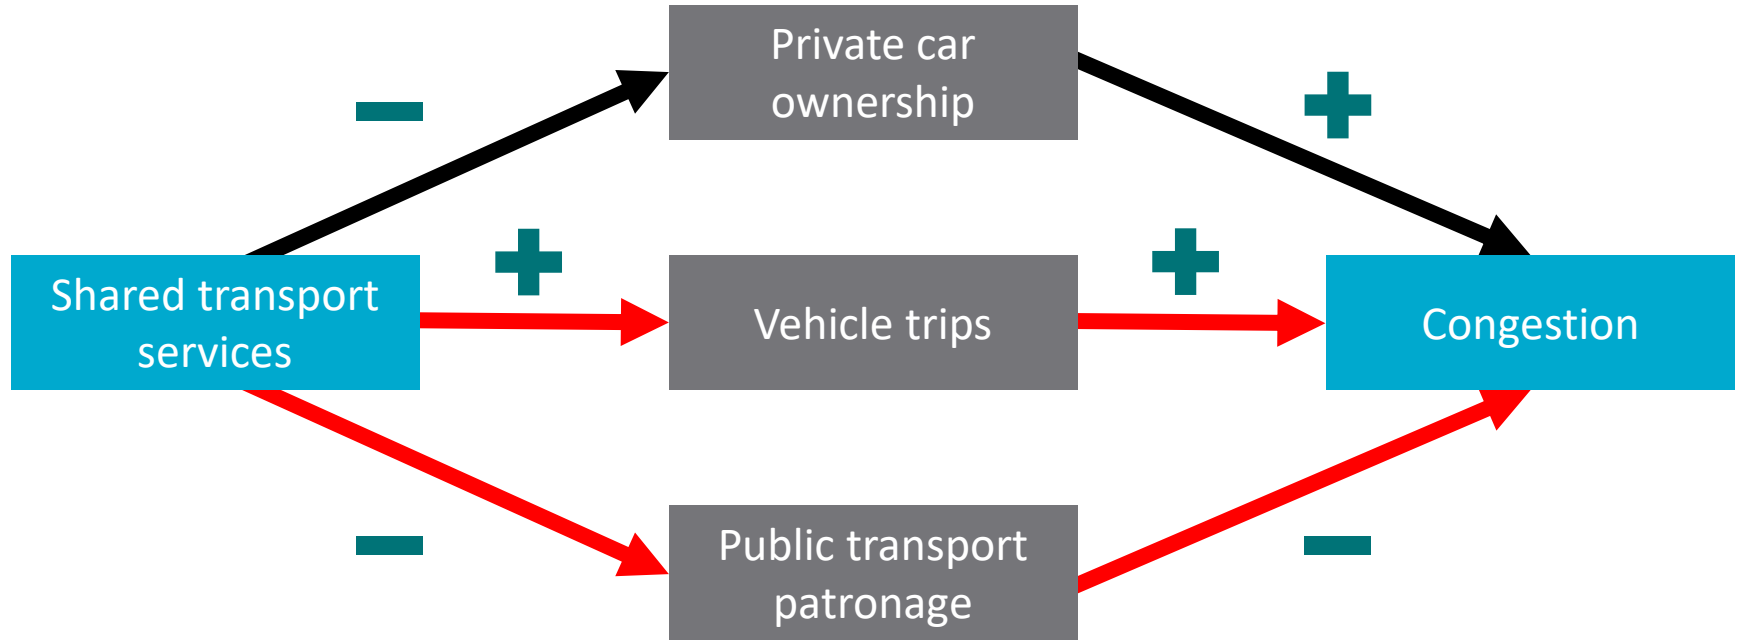 Private car
ownership
Shared transport
services
Vehicle trips
Congestion
Public transport
patronage